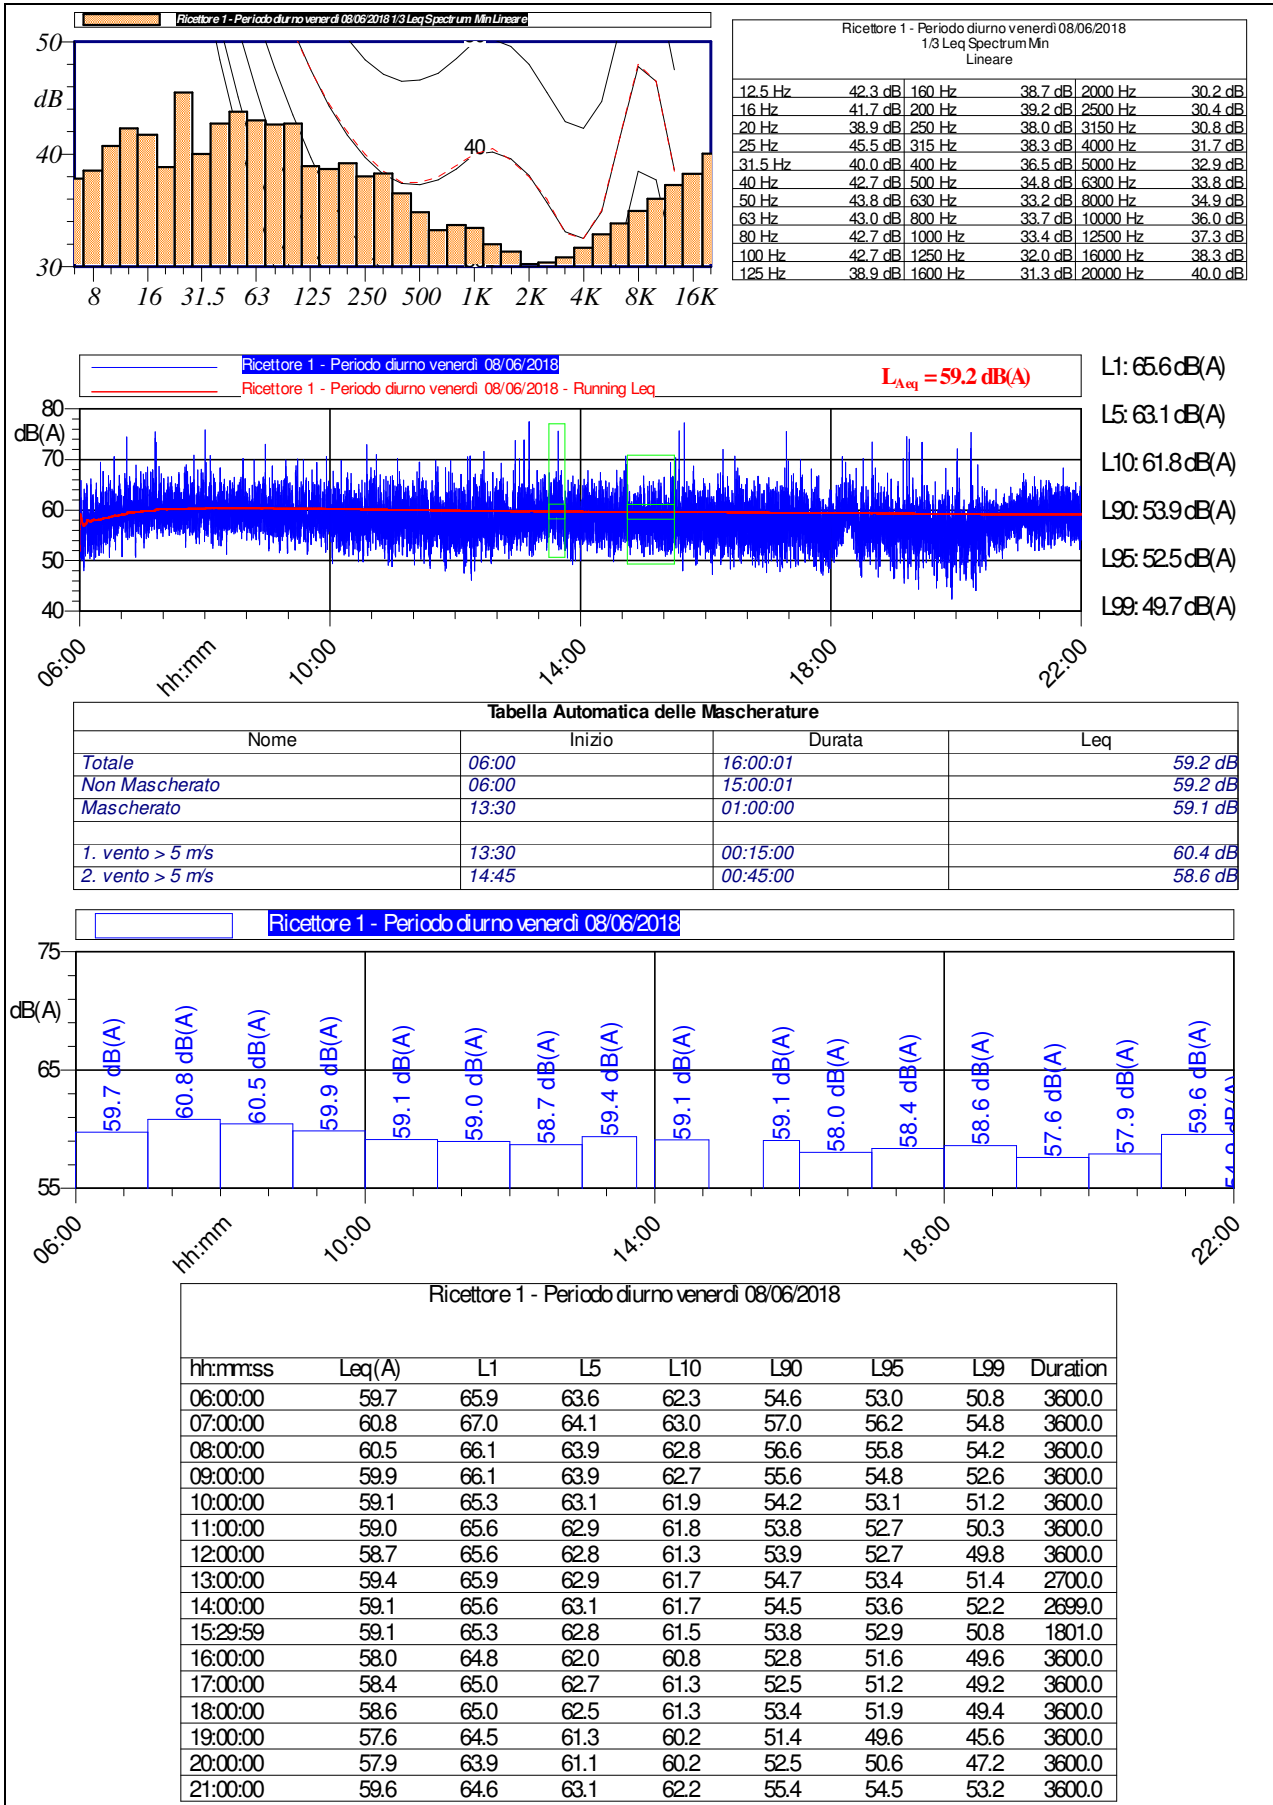 Ricettore 1 - Periodo diurno venerdì 08/06/2018 1/3 Leq Spectrum Min Lineare
50
dB
40
30
40
8 16 31.5 63 125 250 500 1K 2K 4K 8K 16K
Ricettore 1 - Periodo diurno venerdì 08/06/2018
1/3 Leq Spectrum Min
Lineare
12.5 Hz 42.3 dB 160 Hz 38.7 dB 2000 Hz 30.2 dB
16 Hz 41.7 dB 200 Hz 39.2 dB 2500 Hz 30.4 dB
20 Hz 38.9 dB 250 Hz 38.0 dB 3150 Hz 30.8 dB
25 Hz 45.5 dB 315 Hz 38.3 dB 4000 Hz 31.7 dB
31.5 Hz 40.0 dB 400 Hz 36.5 dB 5000 Hz 32.9 dB
40 Hz 42.7 dB 500 Hz 34.8 dB 6300 Hz 33.8 dB
50 Hz 43.8 dB 630 Hz 33.2 dB 8000 Hz 34.9 dB
63 Hz 43.0 dB 800 Hz 33.7 dB 10000 Hz 36.0 dB
80 Hz 42.7 dB 1000 Hz 33.4 dB 12500 Hz 37.3 dB
100 Hz 42.7 dB 1250 Hz 32.0 dB 16000 Hz 38.3 dB
125 Hz 38.9 dB 1600 Hz 31.3 dB 20000 Hz 40.0 dB
Ricettore 1 - Periodo diurno venerdì 08/06/2018
Ricettore 1 - Periodo diurno venerdì 08/06/2018 - Running Leq
LAeq = 59.2 dB(A)
80
dB(A)
70
60
50
40
06:00 hh:mm 10:00 14:00 18:00 22:00
L1: 65.6 dB(A)
L5: 63.1 dB(A)
L10: 61.8 dB(A)
L90: 53.9 dB(A)
L95: 52.5 dB(A)
L99: 49.7 dB(A)
Tabella Automatica delle Mascherature
Nome Inizio Durata Leq
Totale 06:00 16:00:01 59.2 dB
Non Mascherato 06:00 15:00:01 59.2 dB
Mascherato 13:30 01:00:00 59.1 dB
1. vento > 5 m/s 13:30 00:15:00 60.4 dB
2. vento > 5 m/s 14:45 00:45:00 58.6 dB
Ricettore 1 - Periodo diurno venerdì 08/06/2018
75
dB(A)
65
55
59.7 dB(A)
60.8 dB(A)
60.5 dB(A)
59.9 dB(A)
59.1 dB(A)
59.0 dB(A)
58.7 dB(A)
59.4 dB(A)
59.1 dB(A)
59.1 dB(A)
58.0 dB(A)
58.4 dB(A)
58.6 dB(A)
57.6 dB(A)
57.9 dB(A)
59.6 dB(A)
06:00 hh:mm 10:00 14:00 18:00 22:00
Ricettore 1 - Periodo diurno venerdì 08/06/2018
hh:mm:ss Leq(A) L1 L5 L10 L90 L95 L99 Duration
06:00:00 59.7 65.9 63.6 62.3 54.6 53.0 50.8 3600.0
07:00:00 60.8 67.0 64.1 63.0 57.0 56.2 54.8 3600.0
08:00:00 60.5 66.1 63.9 62.8 56.6 55.8 54.2 3600.0
09:00:00 59.9 66.1 63.9 62.7 55.6 54.8 52.6 3600.0
10:00:00 59.1 65.3 63.1 61.9 54.2 53.1 51.2 3600.0
11:00:00 59.0 65.6 62.9 61.8 53.8 52.7 50.3 3600.0
12:00:00 58.7 65.6 62.8 61.3 53.9 52.7 49.8 3600.0
13:00:00 59.4 65.9 62.9 61.7 54.7 53.4 51.4 2700.0
14:00:00 59.1 65.6 63.1 61.7 54.5 53.6 52.2 2699.0
15:29:59 59.1 65.3 62.8 61.5 53.8 52.9 50.8 1801.0
16:00:00 58.0 64.8 62.0 60.8 52.8 51.6 49.6 3600.0
17:00:00 58.4 65.0 62.7 61.3 52.5 51.2 49.2 3600.0
18:00:00 58.6 65.0 62.5 61.3 53.4 51.9 49.4 3600.0
19:00:00 57.6 64.5 61.3 60.2 51.4 49.6 45.6 3600.0
20:00:00 57.9 63.9 61.1 60.2 52.5 50.6 47.2 3600.0
21:00:00 59.6 64.6 63.1 62.2 55.4 54.5 53.2 3600.0